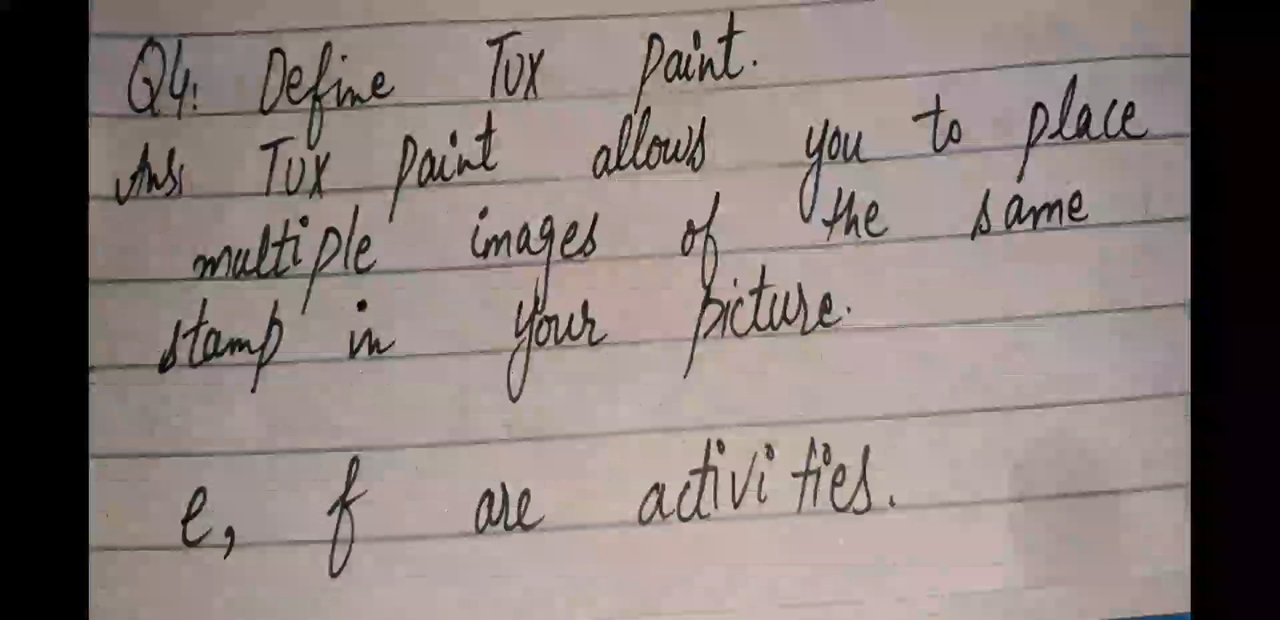 Q4: Define Tux Paint.
Ans: Tux Paint allows you to place
multiple images of the same
stamp in your picture.
e, f are activities.